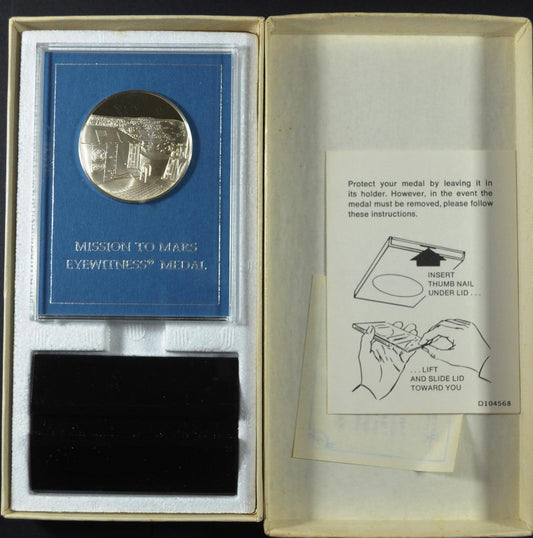 MISSION TO MARS
EYEWITNESS® MEDAL
Protect your medal by leaving it in
its holder. However, in the event the
medal must be removed, please follow
these instructions.
INSERT
THUMB NAIL
UNDER LID . . .
. . . LIFT
AND SLIDE LID
TOWARD YOU
D104568